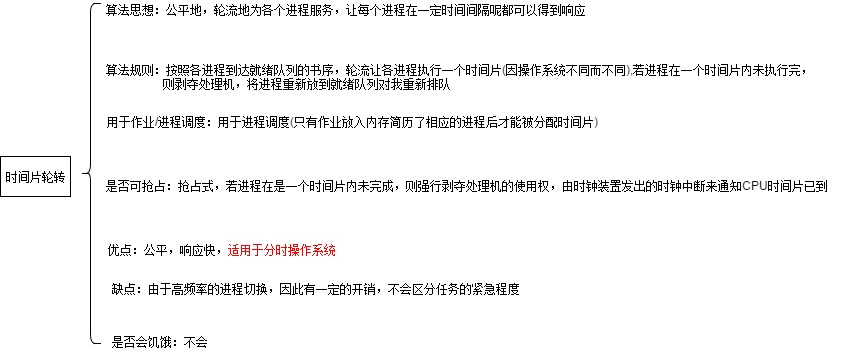 算法思想：公平地，轮流地为各个进程服务，让每个进程在一定时间间隔呢都可以得到响应
算法规则：按照各进程到达就绪队列的书序，轮流让各进程执行一个时间片(因操作系统不同而不同),若进程在一个时间片内未执行完，
则剥夺处理机，将进程重新放到就绪队列对我重新排队
用于作业/进程调度：用于进程调度(只有作业放入内存简历了相应的进程后才能被分配时间片)
时间片轮转
是否可抢占：抢占式，若进程在是一个时间片内未完成，则强行剥夺处理机的使用权，由时钟装置发出的时钟中断来通知CPU时间片已到
优点：公平，响应快，适用于分时操作系统
缺点：由于高频率的进程切换，因此有一定的开销，不会区分任务的紧急程度
是否会饥饿：不会